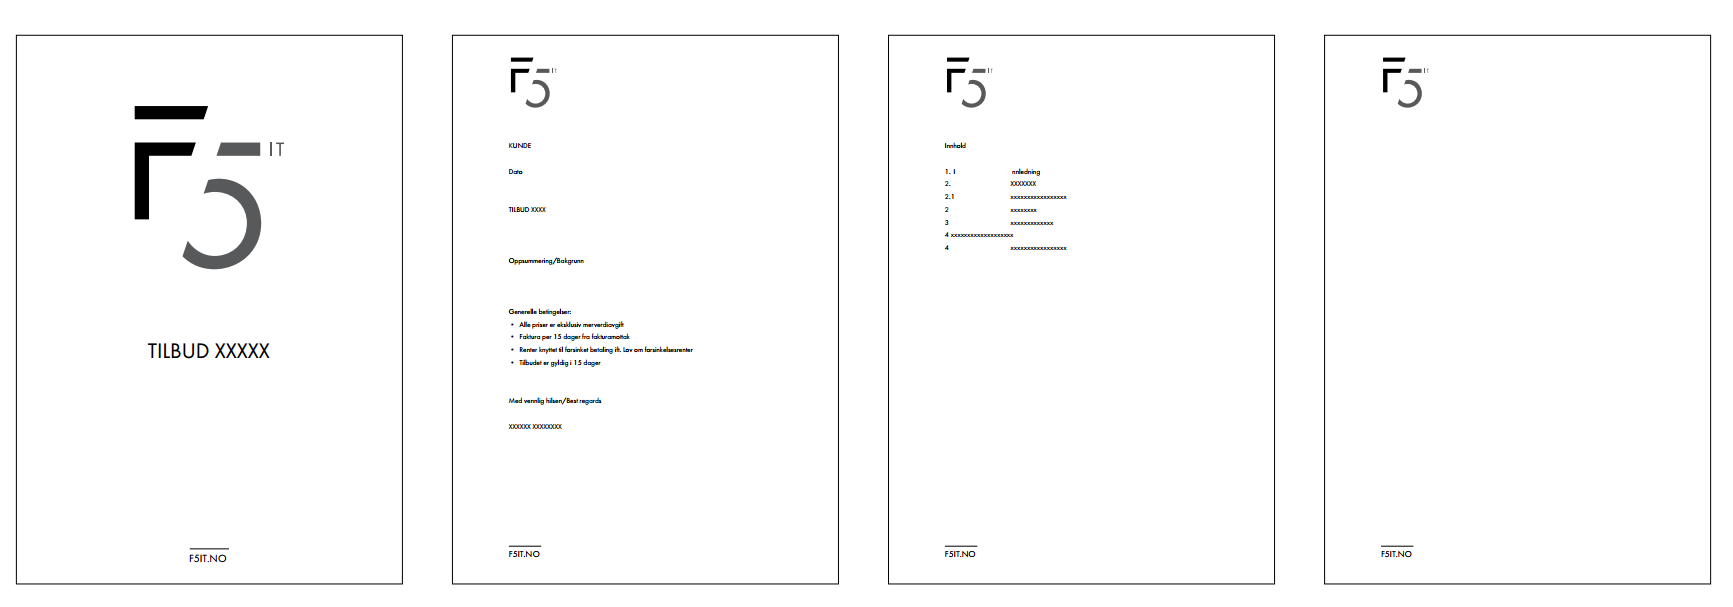 F5 IT
TILBUD XXXXX
F5IT.NO
F5 IT
KUNDE
Dato
TILBUD XXXX
Oppsummering/Bakgrunn
Generelle betingelser:
• Alle priser er eksklusiv merverdiavgift
• Faktura per 15 dager fra fakturamottak
• Renter knyttet til forsinket betaling ift. Lov om forsinkelsesrenter
• Tilbudet er gyldig i 15 dager
Med vennlig hilsen/Best regards
XXXXXX XXXXXXXX
F5IT.NO
F5 IT
Innhold
1. I nnledning
2. XXXXXXX
2.1 xxxxxxxxxxxxxxxxx
2 xxxxxxxx
3 xxxxxxxxxxxxx
4 xxxxxxxxxxxxxxxxxxx
4 xxxxxxxxxxxxxxxxx
F5IT.NO
F5 IT
F5IT.NO